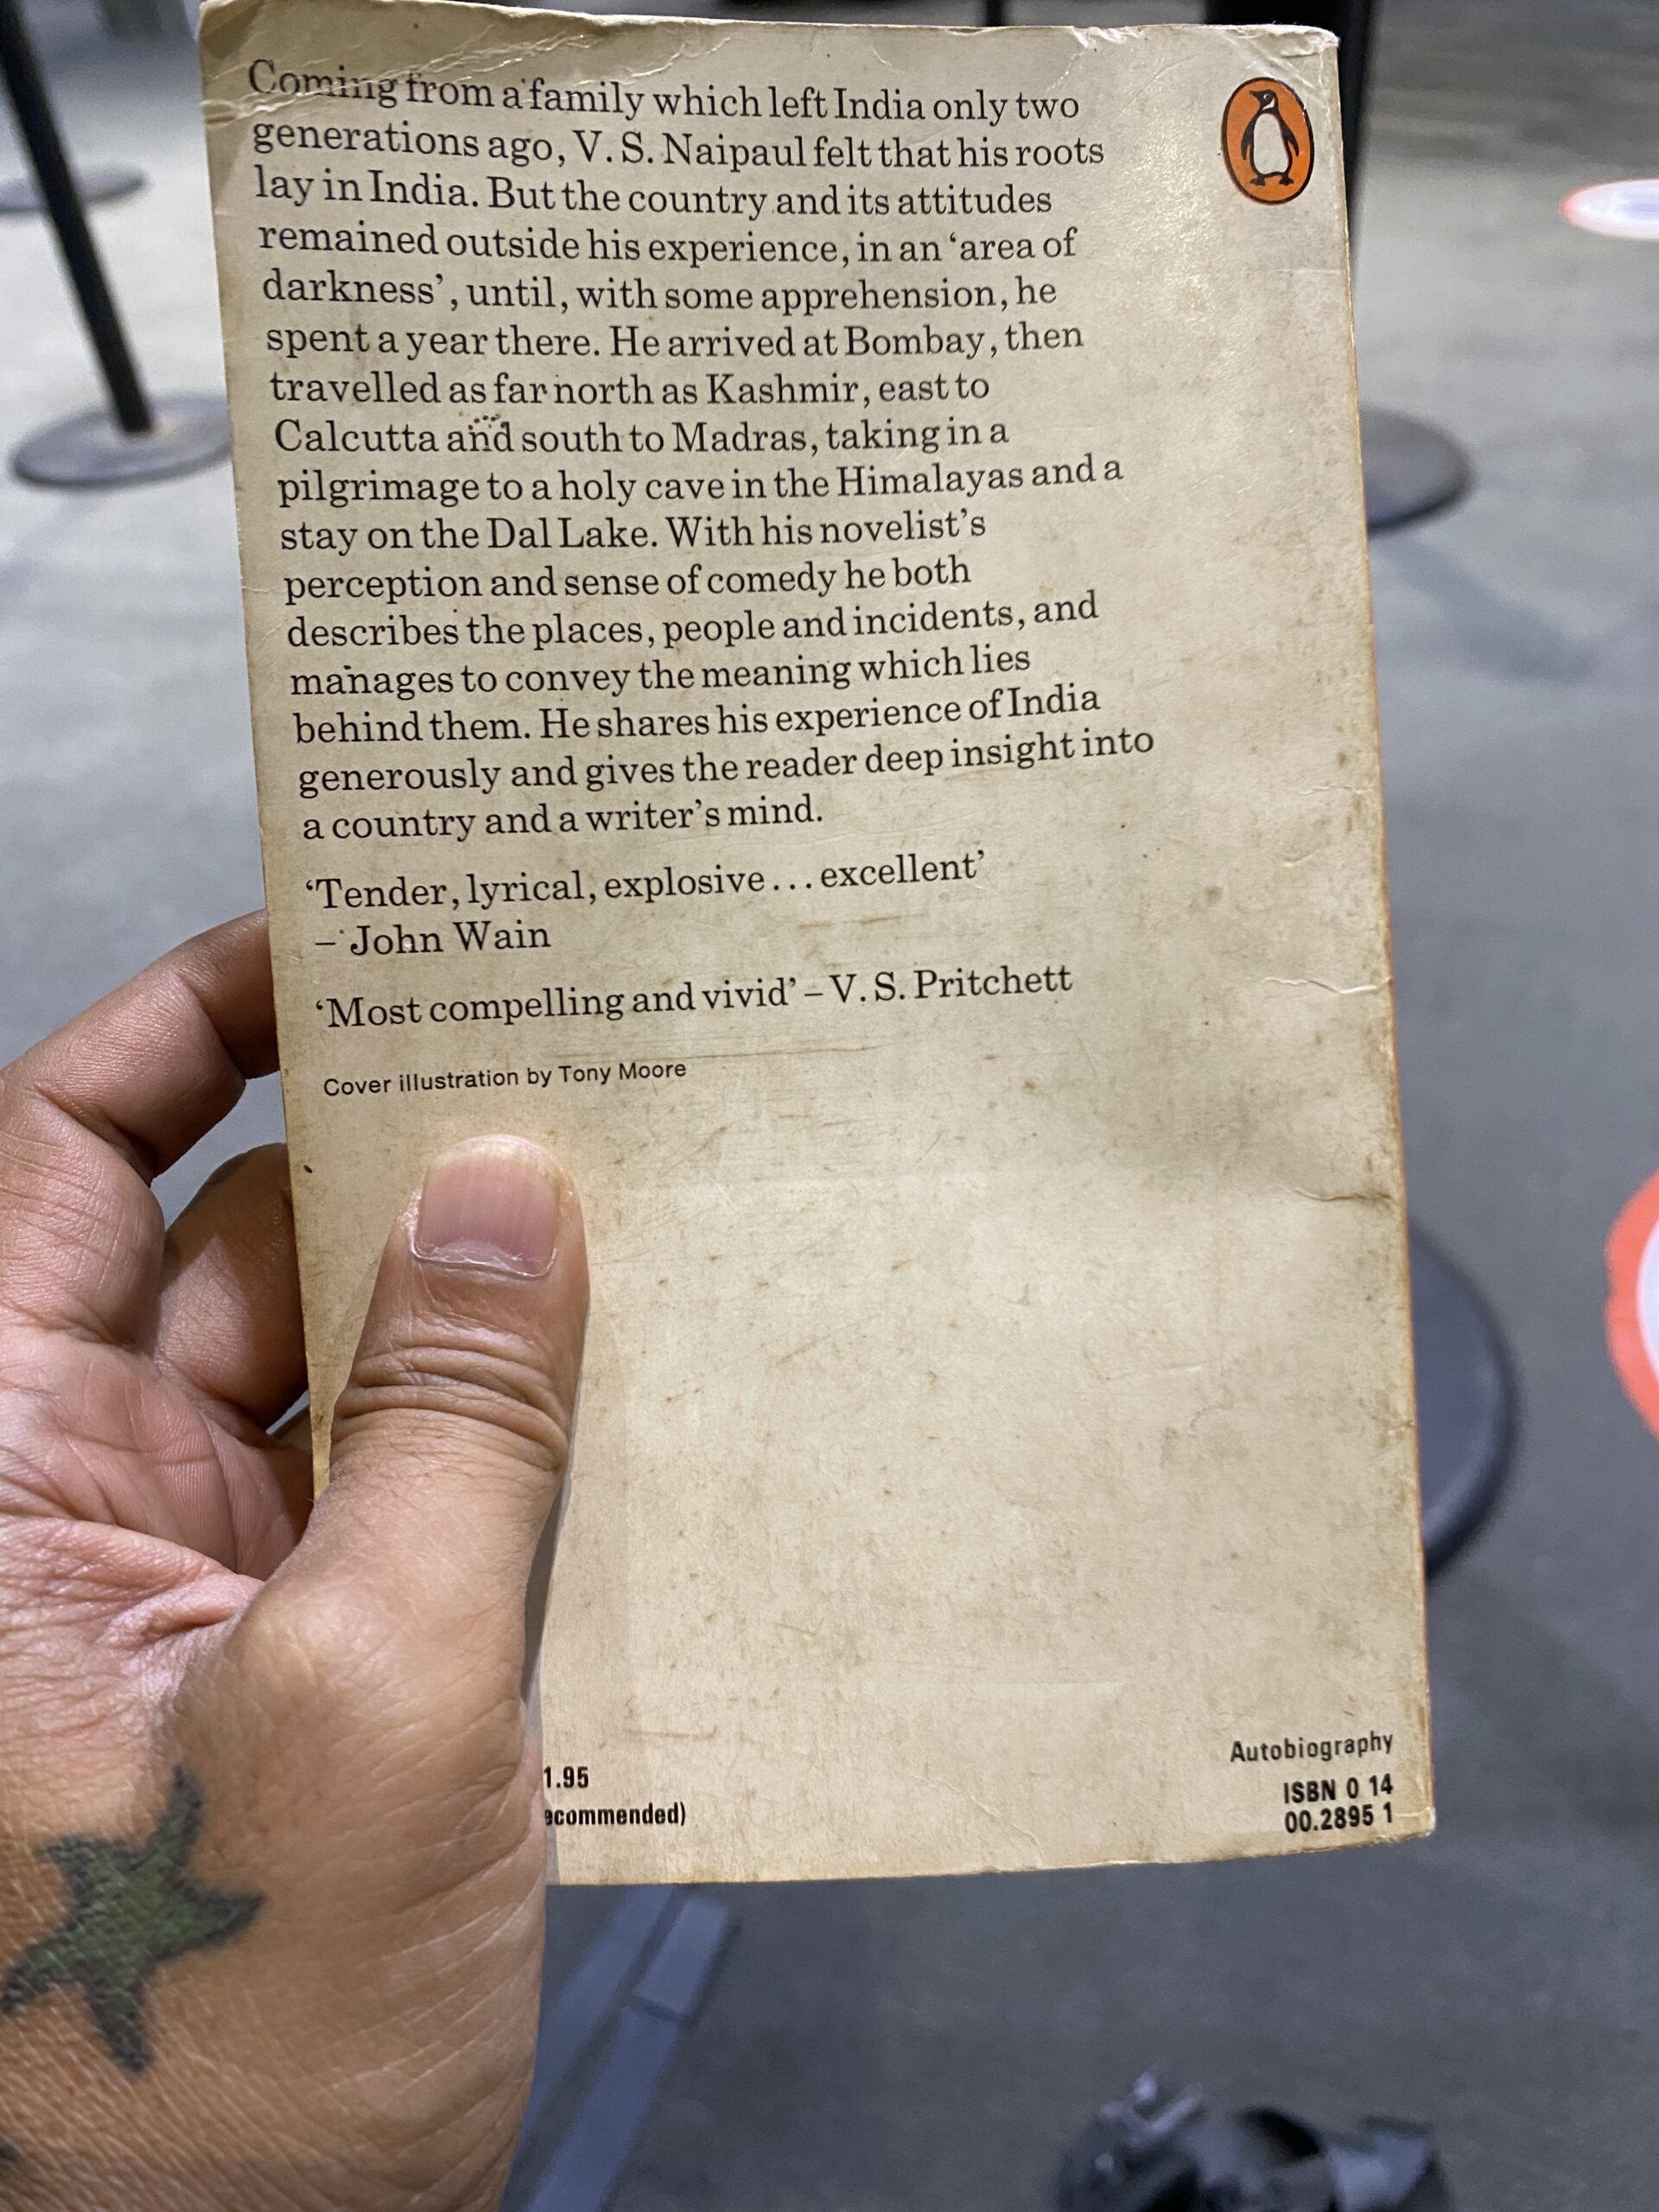 Coming from a family which left India only two
generations ago, V. S. Naipaul felt that his roots
lay in India. But the country and its attitudes
remained outside his experience, in an ‘area of
darkness’, until, with some apprehension, he
spent a year there. He arrived at Bombay, then
travelled as far north as Kashmir, east to
Calcutta and south to Madras, taking in a
pilgrimage to a holy cave in the Himalayas and a
stay on the Dal Lake. With his novelist’s
perception and sense of comedy he both
describes the places, people and incidents, and
manages to convey the meaning which lies
behind them. He shares his experience of India
generously and gives the reader deep insight into
a country and a writer’s mind.
‘Tender, lyrical, explosive . . . excellent’
– John Wain
‘Most compelling and vivid’ – V. S. Pritchett
Cover illustration by Tony Moore
1.95
ecommended)
Autobiography
ISBN 0 14
00.2895 1